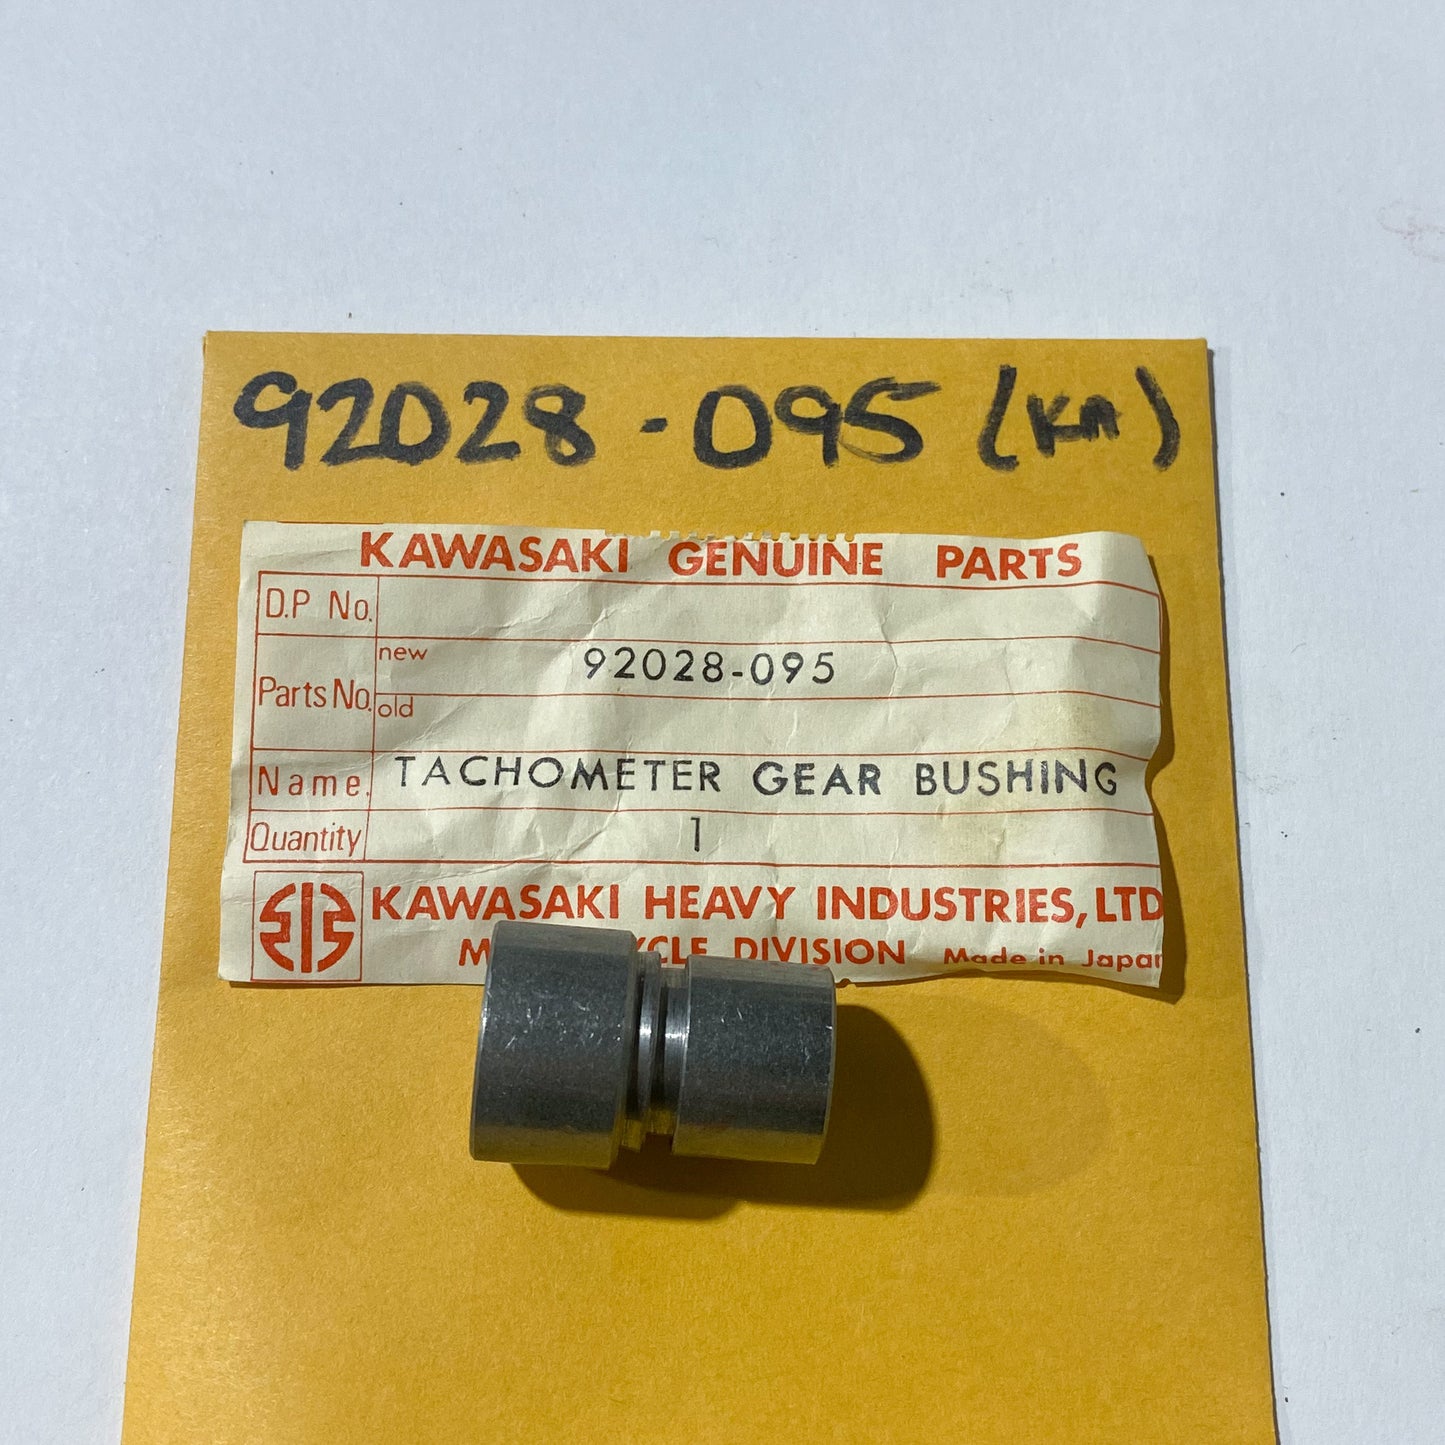 92028-095 (KA)
KAWASAKI GENUINE PARTS
D.P No.
Parts No. new 92028-095
old
Name. TACHOMETER GEAR BUSHING
Quantity 1
KAWASAKI HEAVY INDUSTRIES, LTD
DIVISION Made in Japan